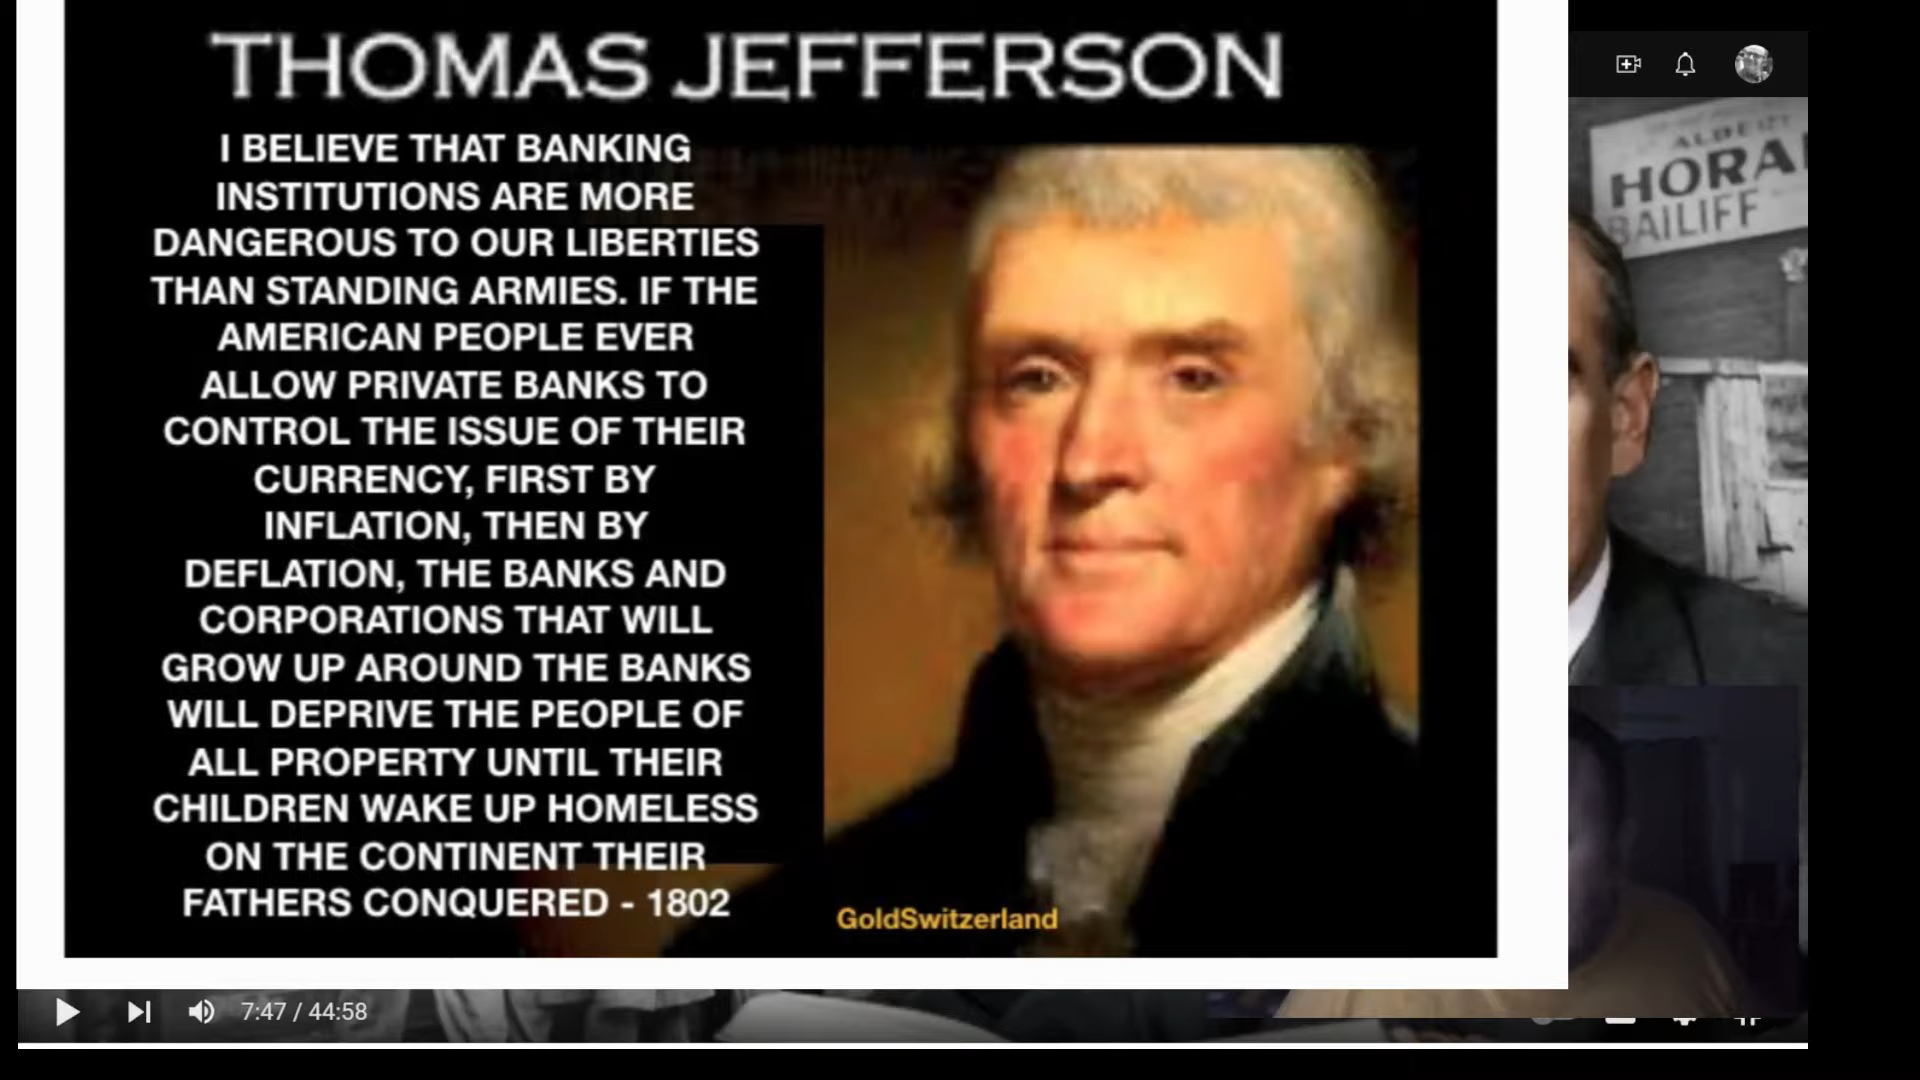 THOMAS JEFFERSON
I BELIEVE THAT BANKING
INSTITUTIONS ARE MORE
DANGEROUS TO OUR LIBERTIES
THAN STANDING ARMIES. IF THE
AMERICAN PEOPLE EVER
ALLOW PRIVATE BANKS TO
CONTROL THE ISSUE OF THEIR
CURRENCY, FIRST BY
INFLATION, THEN BY
DEFLATION, THE BANKS AND
CORPORATIONS THAT WILL
GROW UP AROUND THE BANKS
WILL DEPRIVE THE PEOPLE OF
ALL PROPERTY UNTIL THEIR
CHILDREN WAKE UP HOMELESS
ON THE CONTINENT THEIR
FATHERS CONQUERED - 1802
GoldSwitzerland
HORA
BAILIFF
7:47 / 44:58